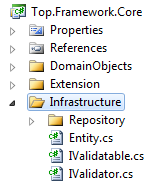 Top.Framework.Core
Properties
References
DomainObjects
Extension
Infrastructure
Repository
Entity.cs
IValidatable.cs
IValidator.cs